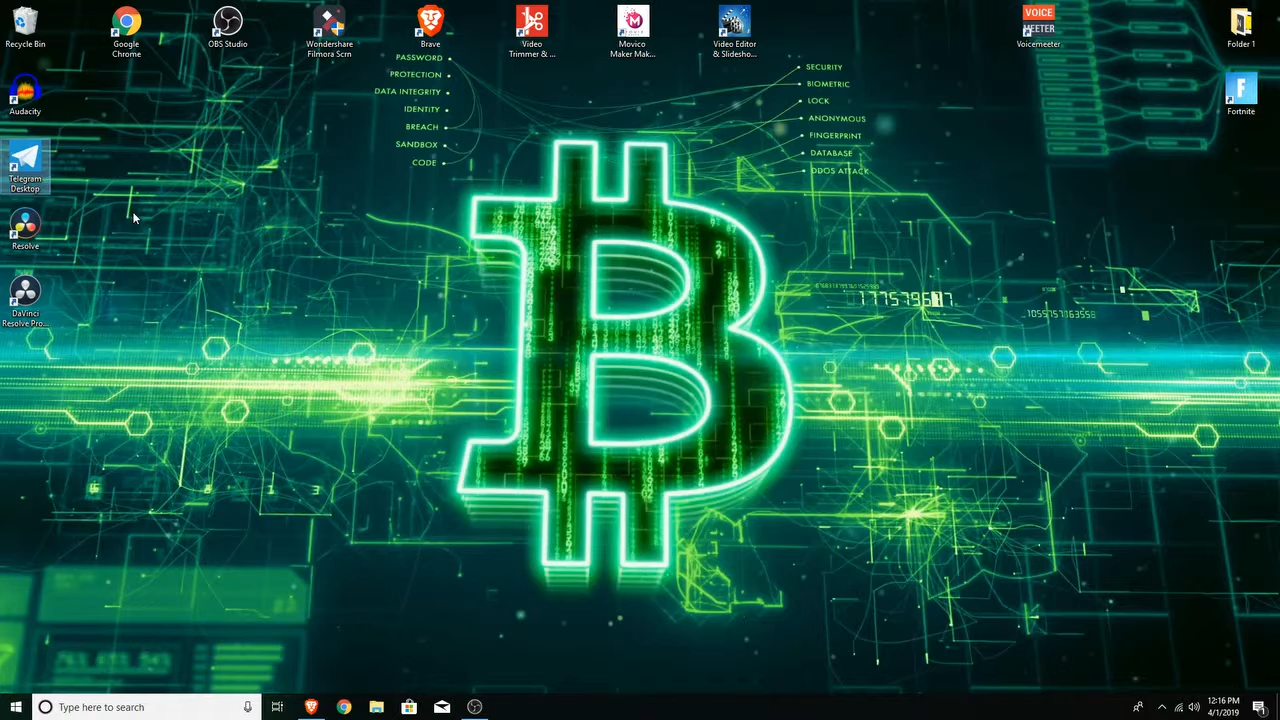 Recycle Bin
Google
Chrome
OBS Studio
Wondershare
Filmora Scrn
Brave
Video
Trimmer & ...
Movico
Maker Mak...
Video Editor
& Slidesho...
VOICE
MEETER
Voicemeeter
Folder 1
Audacity
Fortnite
Telegram
Desktop
Resolve
DaVinci
Resolve Pro...
PASSWORD
PROTECTION
DATA INTEGRITY
IDENTITY
BREACH
SANDBOX
CODE
SECURITY
BIOMETRIC
LOCK
ANONYMOUS
FINGERPRINT
DATABASE
DDOS ATTACK
Type here to search
12:16 PM
4/1/2019
1